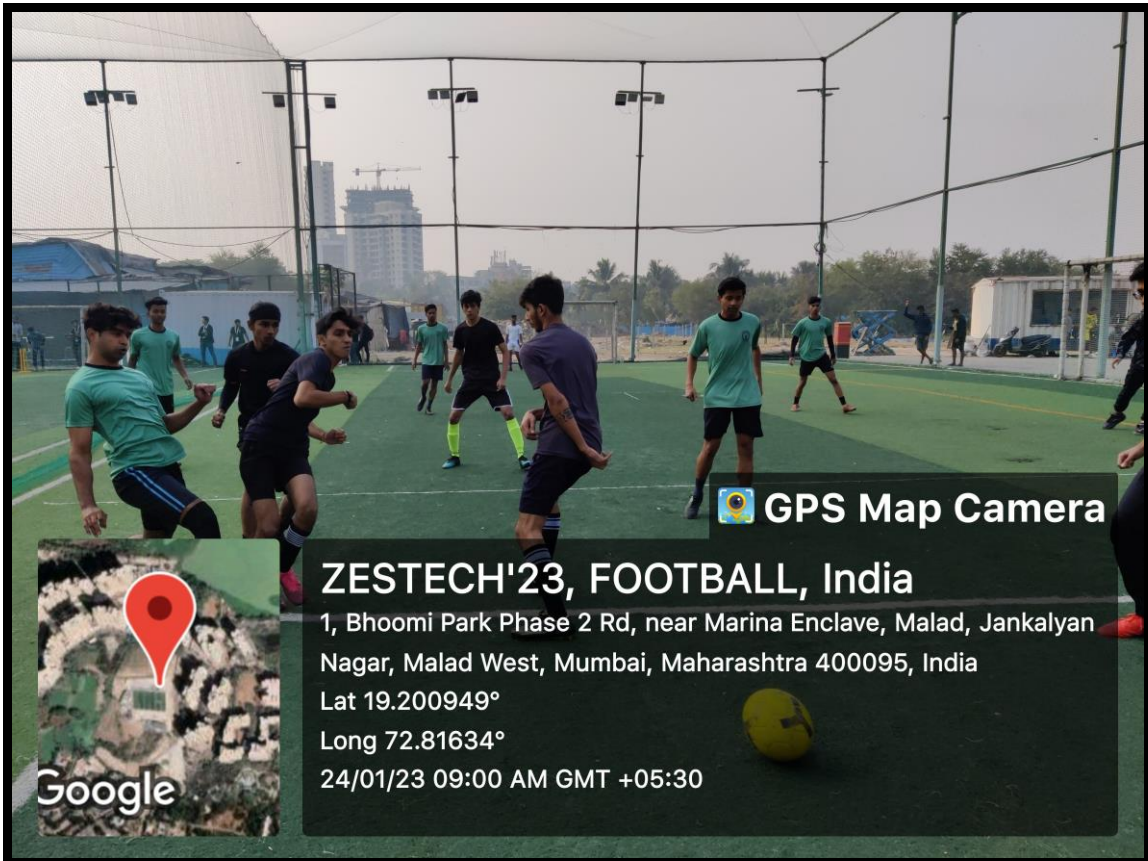 GPS Map Camera
ZESTECH'23, FOOTBALL, India
1, Bhoomi Park Phase 2 Rd, near Marina Enclave, Malad, Jankalyan
Nagar, Malad West, Mumbai, Maharashtra 400095, India
Lat 19.200949°
Long 72.81634°
24/01/23 09:00 AM GMT +05:30
Google